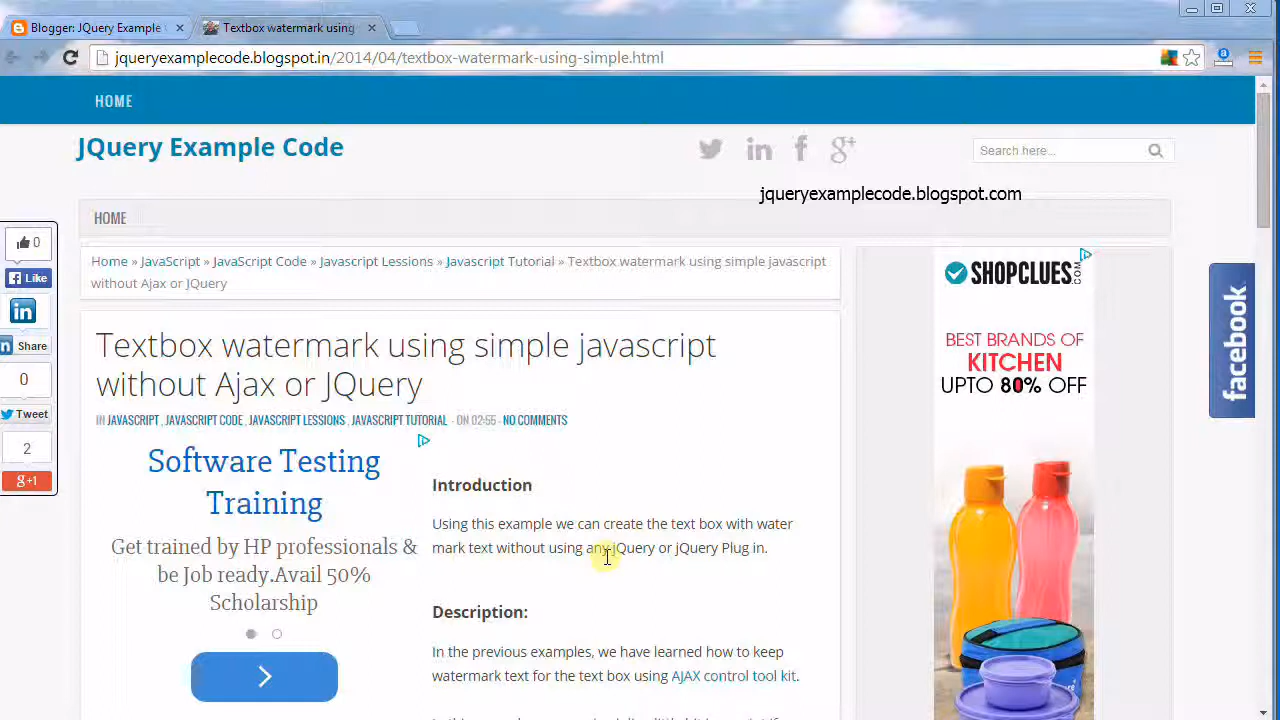 Blogger: JQuery Example
Textbox watermark using
jqueryexamplecode.blogspot.in/2014/04/textbox-watermark-using-simple.html
HOME
JQuery Example Code
Search here...
jqueryexamplecode.blogspot.com
HOME
0
Like
Share
0
Tweet
2
+1
Home » JavaScript » JavaScript Code » Javascript Lessons » Javascript Tutorial » Textbox watermark using simple javascript
without Ajax or JQuery
Textbox watermark using simple javascript
without Ajax or JQuery
IN JAVASCRIPT , JAVASCRIPT CODE , JAVASCRIPT LESSONS , JAVASCRIPT TUTORIAL - ON 02:55 - NO COMMENTS
Software Testing
Training
Get trained by HP professionals &
be Job ready.Avail 50%
Scholarship
Introduction
Using this example we can create the text box with water
mark text without using any jQuery or jQuery Plug in.
Description:
In the previous examples, we have learned how to keep
watermark text for the text box using AJAX control tool kit.
SHOPCLUES.COM
BEST BRANDS OF
KITCHEN
UPTO 80% OFF
facebook